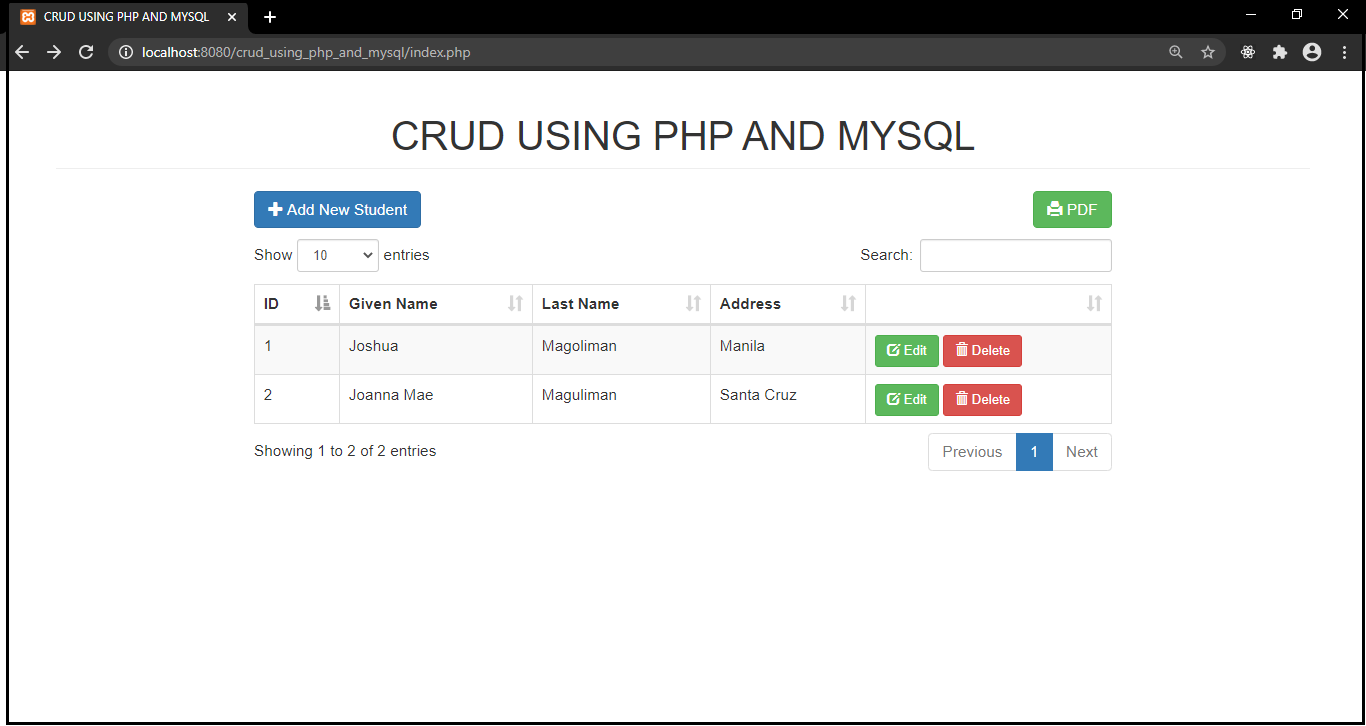 CRUD USING PHP AND MYSQL
localhost:8080/crud_using_php_and_mysql/index.php
CRUD USING PHP AND MYSQL
Add New Student PDF
Show 10 entries Search:
ID Given Name Last Name Address
1 Joshua Magoliman Manila Edit Delete
2 Joanna Mae Maguliman Santa Cruz Edit Delete
Showing 1 to 2 of 2 entries Previous 1 Next